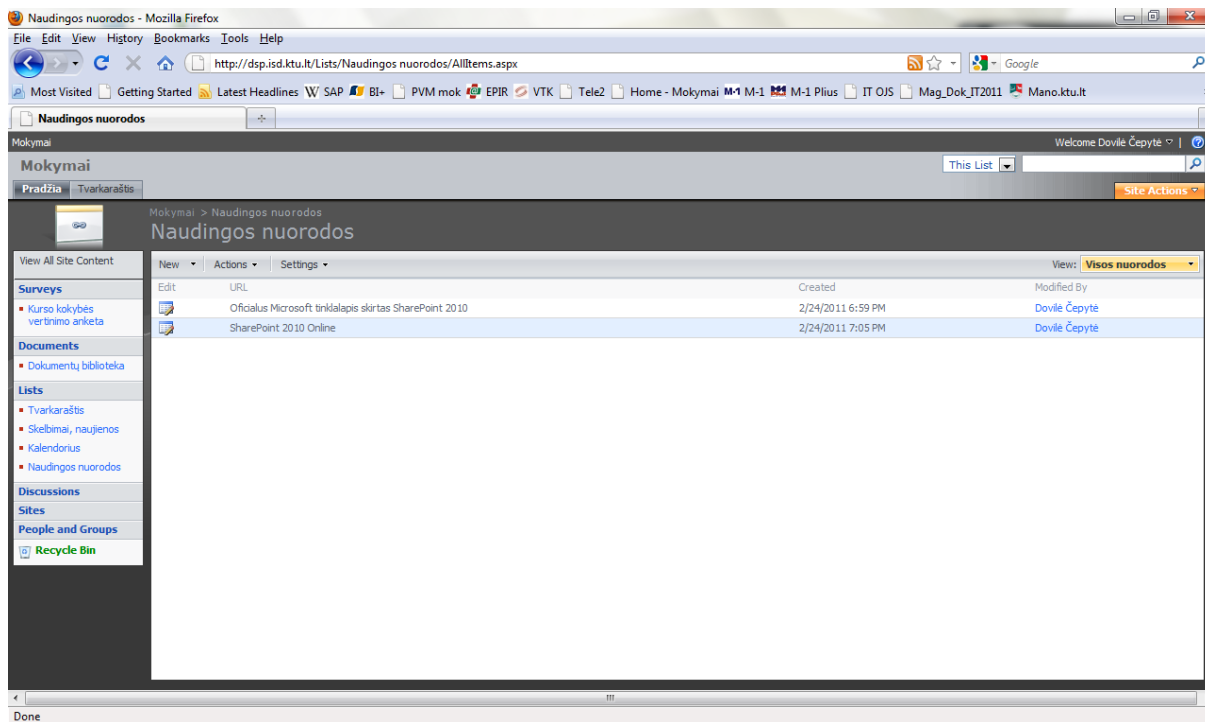 Naudingos nuorodos - Mozilla Firefox
File Edit View History Bookmarks Tools Help
http://dsp.isd.ktu.lt/Lists/Naudingos nuorodos/AllItems.aspx
Google
Most Visited Getting Started Latest Headlines SAP BI+ PVM mok EPIR VTK Tele2 Home - Mokymai M-1 M-1 M-1 Plius IT OJS Mag_Dok_IT2011 Mano.ktu.lt
Naudingos nuorodos
Mokymai Welcome Dovilė Čepytė
Mokymai This List
Pradžia Tvarkaraštis Site Actions
Mokymai > Naudingos nuorodos
Naudingos nuorodos
View All Site Content
New Actions Settings View: Visos nuorodos
Surveys
Kurso kokybės
vertinimo anketa
Documents
Dokumentų biblioteka
Lists
Tvarkaraštis
Skelbimai, naujienos
Kalendorius
Naudingos nuorodos
Discussions
Sites
People and Groups
Recycle Bin
Edit URL Created Modified By
Oficialus Microsoft tinklalapis skirtas SharePoint 2010 2/24/2011 6:59 PM Dovilė Čepytė
SharePoint 2010 Online 2/24/2011 7:05 PM Dovilė Čepytė
Done